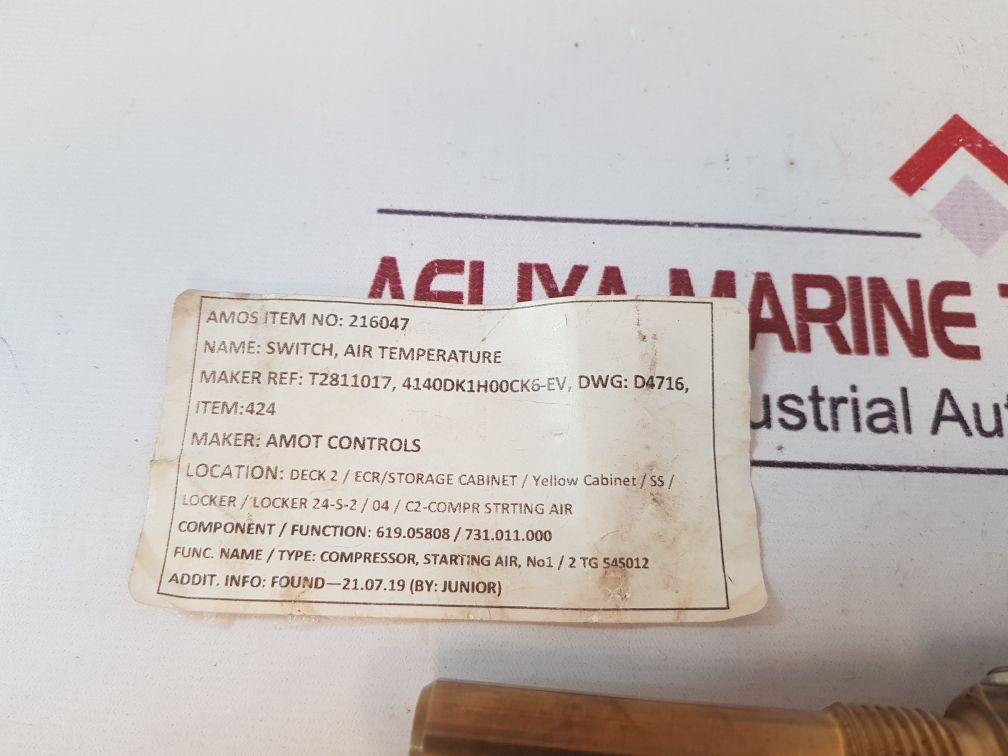 AELIYA MARINE
ustrial Au
AMOS ITEM NO: 216047
NAME: SWITCH, AIR TEMPERATURE
MAKER REF: T2811017, 4140DK1H00CK6-EV, DWG: D4716,
ITEM:424
MAKER: AMOT CONTROLS
LOCATION: DECK 2 / ECR/STORAGE CABINET / Yellow Cabinet / SS /
LOCKER / LOCKER 24-S-2 / 04 / C2-COMPR STRTING AIR
COMPONENT / FUNCTION: 619.05808 / 731.011.000
FUNC. NAME / TYPE: COMPRESSOR, STARTING AIR, No1 / 2 TG 545012
ADDIT. INFO: FOUND—21.07.19 (BY: JUNIOR)